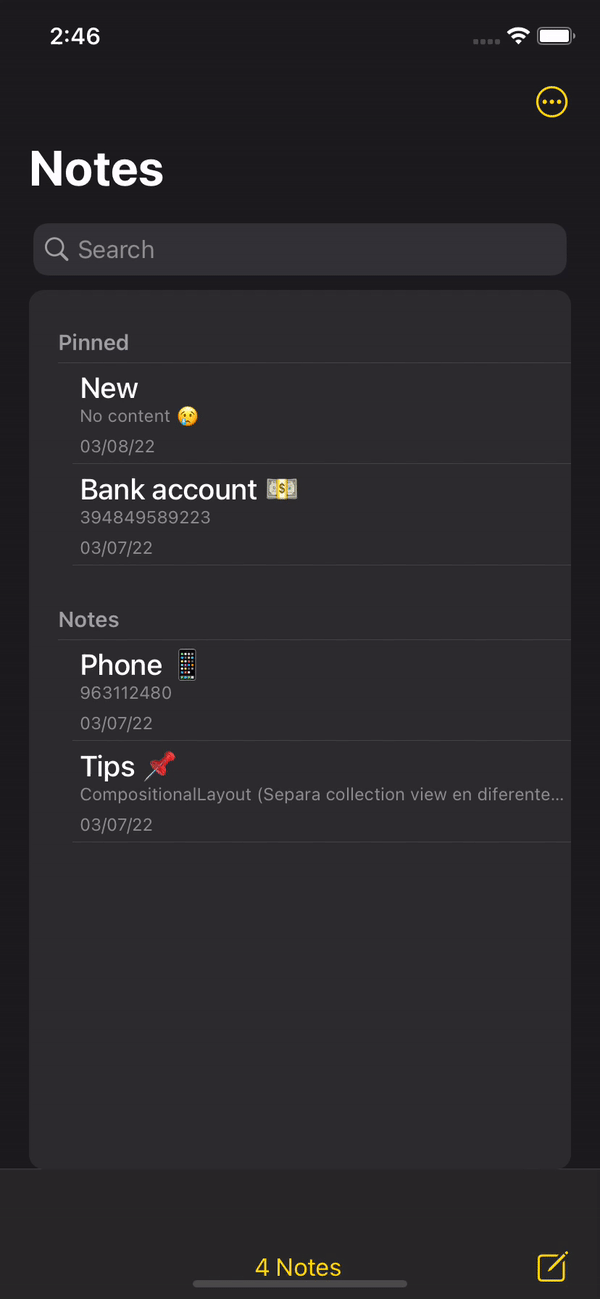 2:46
Notes
Search
Pinned
New
No content 😢
03/08/22
Bank account 💵
394849589223
03/07/22
Notes
Phone 📱
963112480
03/07/22
Tips 📌
CompositionalLayout (Separa collection view en diferente...
03/07/22
4 Notes